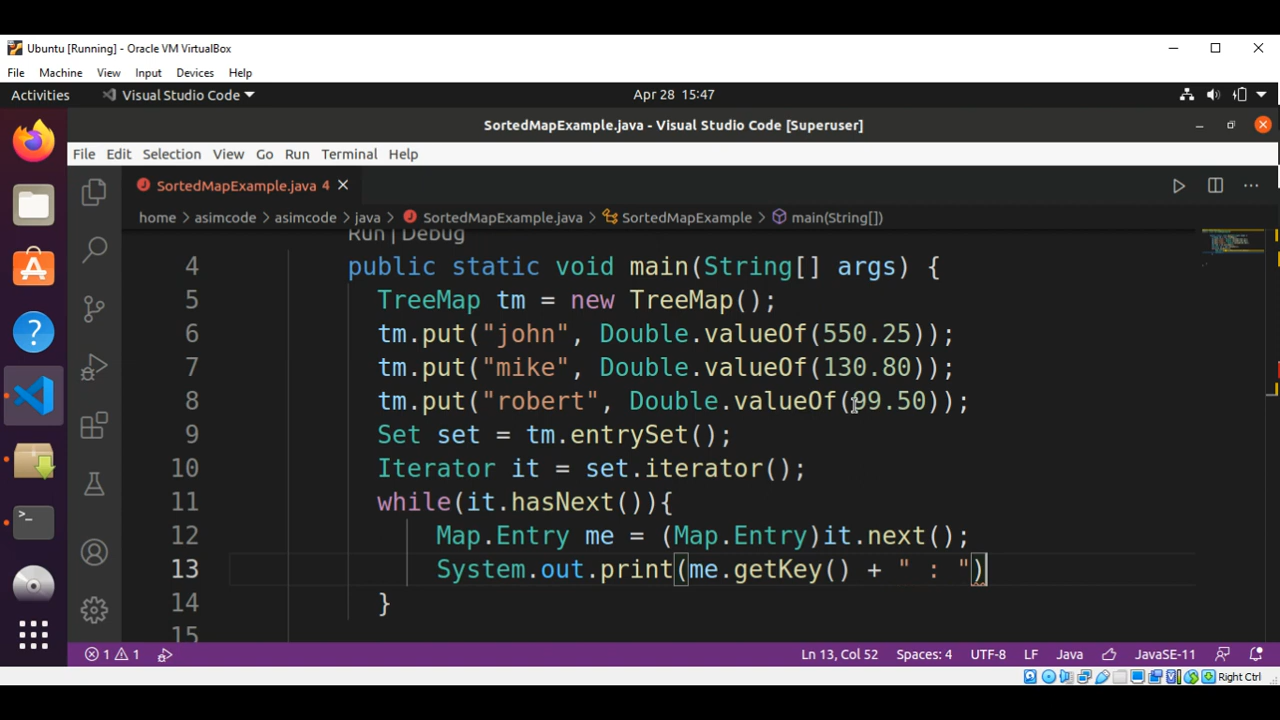 Ubuntu [Running] - Oracle VM VirtualBox
File Machine View Input Devices Help
Activities Visual Studio Code Apr 28 15:47
SortedMapExample.java - Visual Studio Code [Superuser]
File Edit Selection View Go Run Terminal Help
SortedMapExample.java 4
home > asimcode > asimcode > java > SortedMapExample.java > SortedMapExample > main(String[])
Run | Debug
4 public static void main(String[] args) {
5 TreeMap tm = new TreeMap();
6 tm.put("john", Double.valueOf(550.25));
7 tm.put("mike", Double.valueOf(130.80));
8 tm.put("robert", Double.valueOf(99.50));
9 Set set = tm.entrySet();
10 Iterator it = set.iterator();
11 while(it.hasNext()){
12 Map.Entry me = (Map.Entry)it.next();
13 System.out.print(me.getKey() + " : ")
14 }
15
1 1 Ln 13, Col 52 Spaces: 4 UTF-8 LF Java JavaSE-11
Right Ctrl